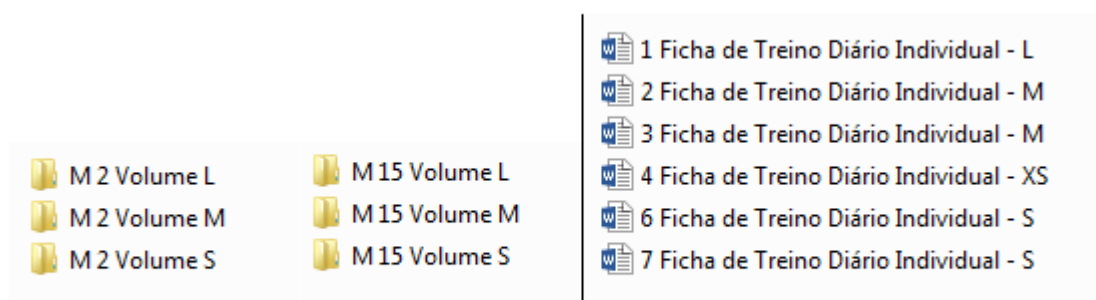 M 2 Volume L
M 2 Volume M
M 2 Volume S
M 15 Volume L
M 15 Volume M
M 15 Volume S
1 Ficha de Treino Diário Individual - L
2 Ficha de Treino Diário Individual - M
3 Ficha de Treino Diário Individual - M
4 Ficha de Treino Diário Individual - XS
6 Ficha de Treino Diário Individual - S
7 Ficha de Treino Diário Individual - S